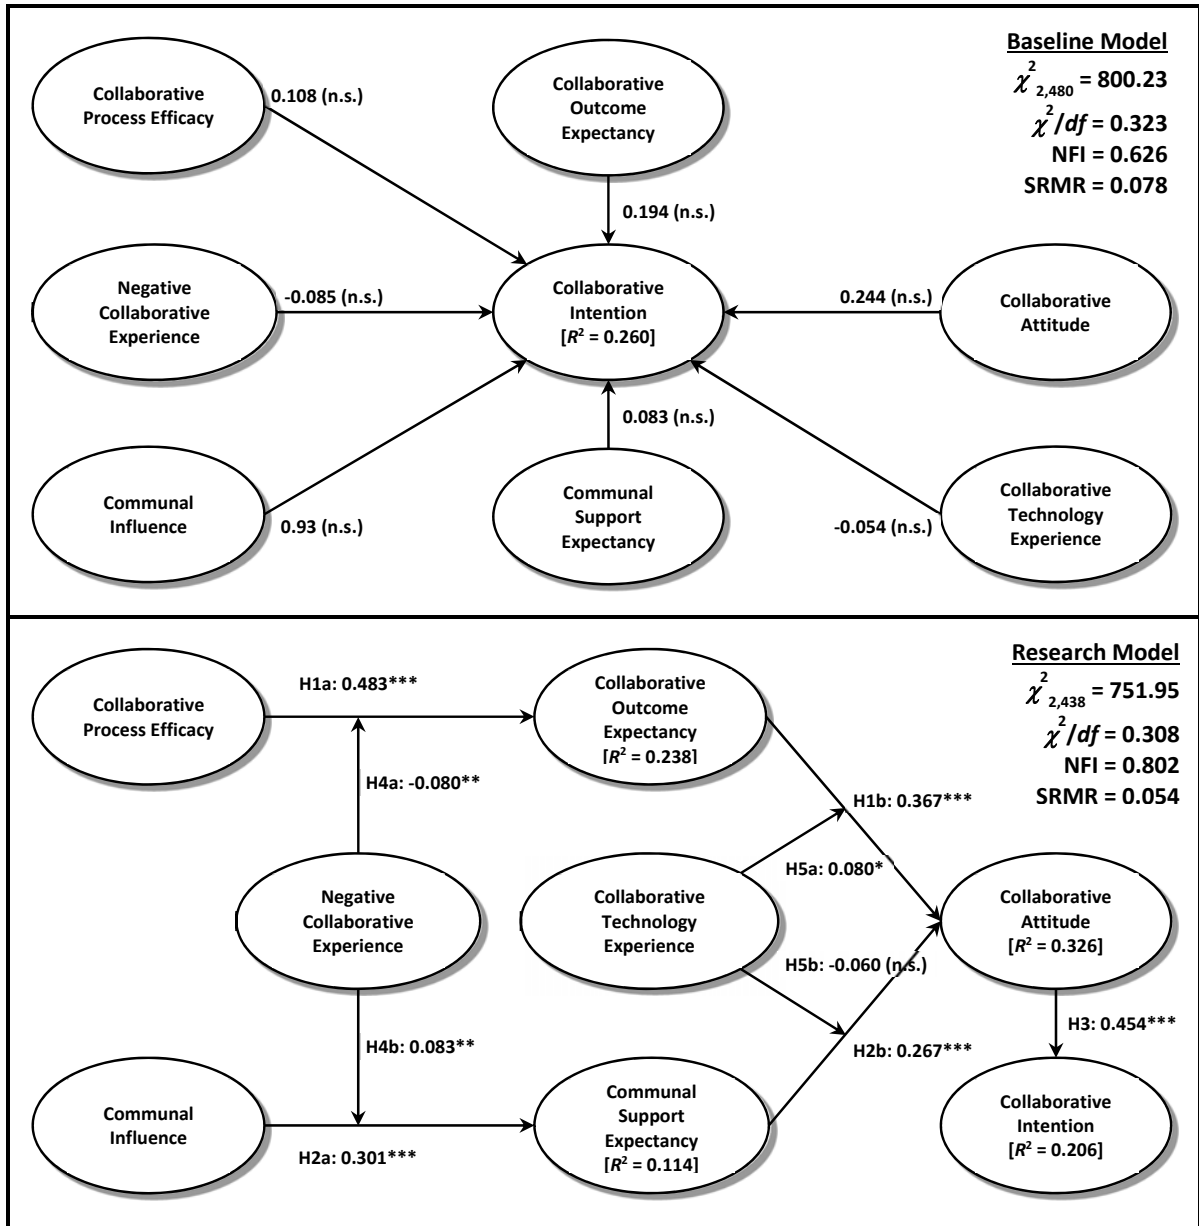 Baseline Model
χ²2,480 = 800.23
χ²/df = 0.323
NFI = 0.626
SRMR = 0.078
Collaborative
Process Efficacy
0.108 (n.s.)
Collaborative
Outcome
Expectancy
0.194 (n.s.)
Negative
Collaborative
Experience
-0.085 (n.s.)
Collaborative
Intention
[R² = 0.260]
0.244 (n.s.)
Collaborative
Attitude
Communal
Influence
0.93 (n.s.)
0.083 (n.s.)
Communal
Support
Expectancy
-0.054 (n.s.)
Collaborative
Technology
Experience
Research Model
χ²2,438 = 751.95
χ²/df = 0.308
NFI = 0.802
SRMR = 0.054
Collaborative
Process Efficacy
H1a: 0.483***
Collaborative
Outcome
Expectancy
[R² = 0.238]
H4a: -0.080**
H1b: 0.367***
H5a: 0.080*
Negative
Collaborative
Experience
Collaborative
Technology
Experience
Collaborative
Attitude
[R² = 0.326]
H5b: -0.060 (n.s.)
H4b: 0.083**
H2b: 0.267***
H3: 0.454***
Communal
Influence
H2a: 0.301***
Communal
Support
Expectancy
[R² = 0.114]
Collaborative
Intention
[R² = 0.206]